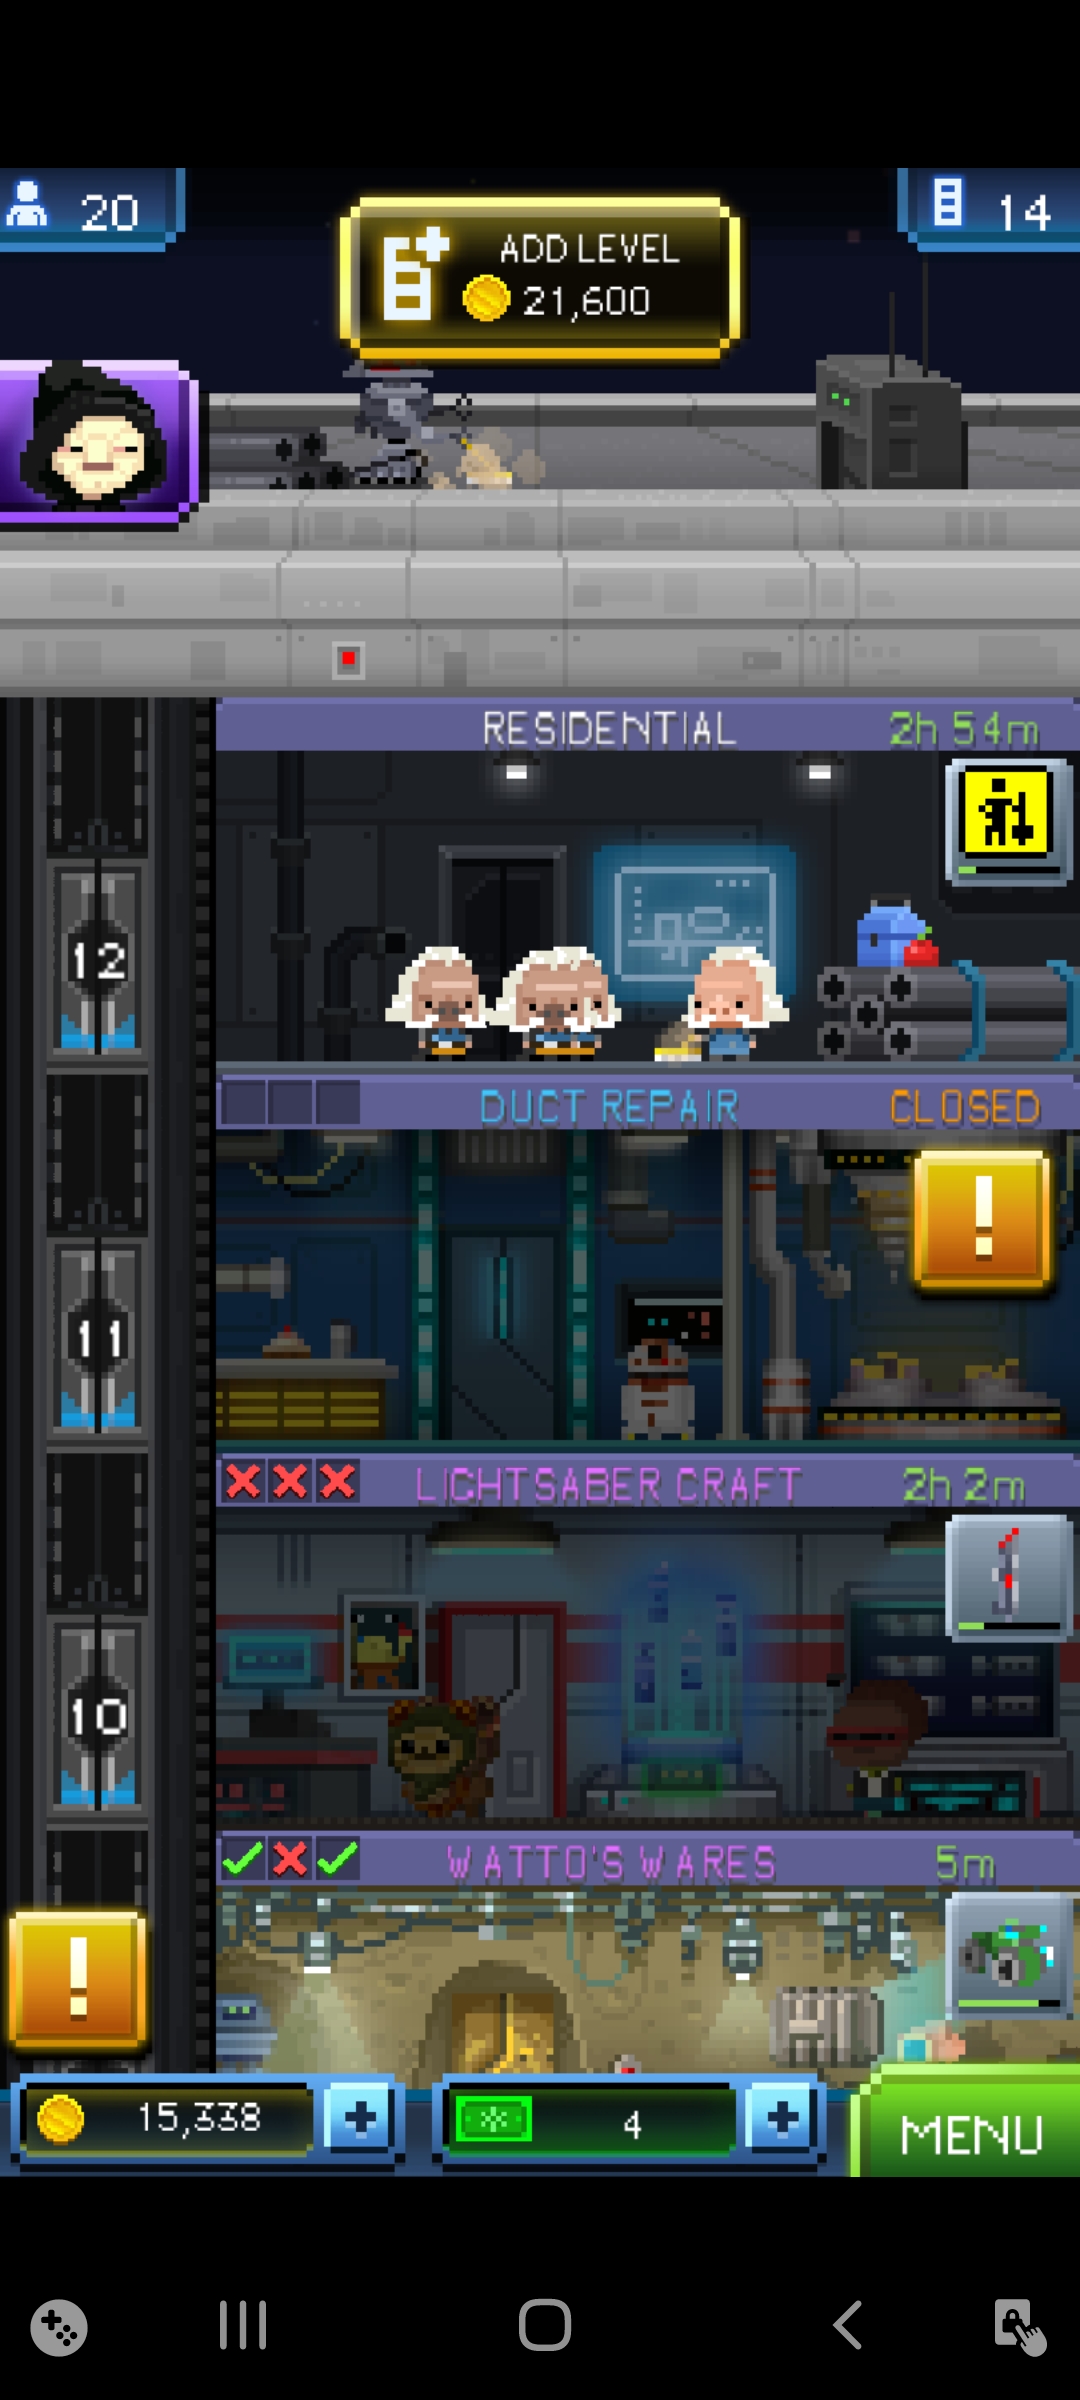 20
ADD LEVEL
21,600
14
RESIDENTIAL 2h 54m
12
DUCT REPAIR CLOSED
!
11
LIGHTSABER CRAFT 2h 2m
10
WATTO'S WARES 5m
!
15,338 + 4 + MENU